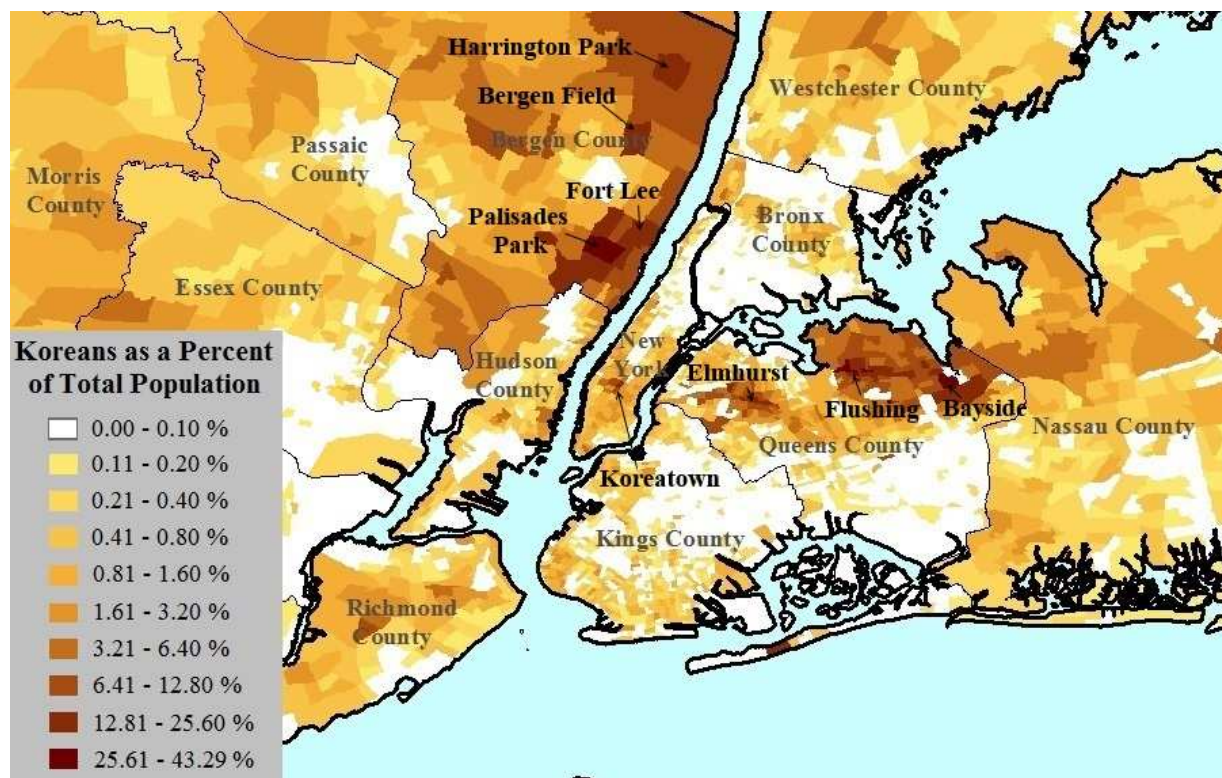 Harrington Park
Bergen Field
Bergen County
Westchester County
Passaic
County
Morris
County
Fort Lee
Palisades
Park
Bronx
County
Essex County
New
York
Hudson
County
Elmhurst
Flushing
Bayside
Nassau County
Queens County
Koreatown
Kings County
Richmond
County
Koreans as a Percent
of Total Population
0.00 - 0.10 %
0.11 - 0.20 %
0.21 - 0.40 %
0.41 - 0.80 %
0.81 - 1.60 %
1.61 - 3.20 %
3.21 - 6.40 %
6.41 - 12.80 %
12.81 - 25.60 %
25.61 - 43.29 %